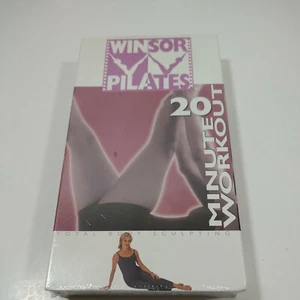 WINSOR
PILATES
20
MINUTE
WORKOUT
TOTAL BODY SCULPTING